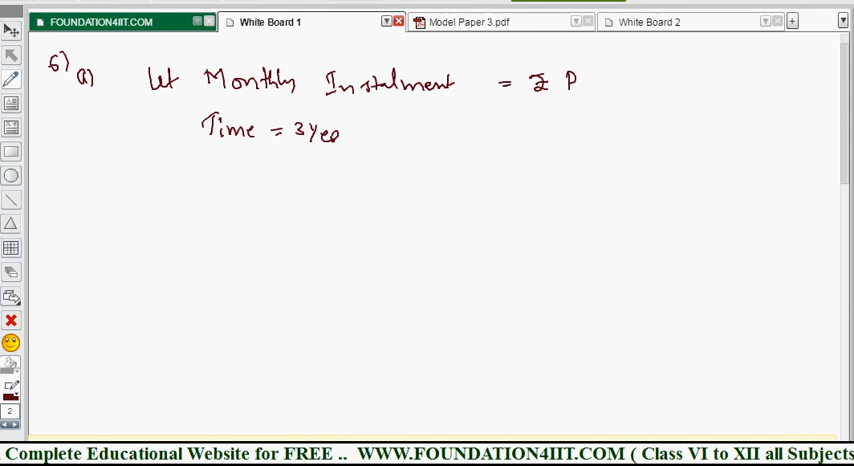 FOUNDATION4IIT.COM White Board 1 Model Paper 3.pdf White Board 2
6) (a) Let Monthly Instalment = ₹ P
Time = 3 Yea
2
Complete Educational Website for FREE .. WWW.FOUNDATION4IIT.COM ( Class VI to XII all Subjects